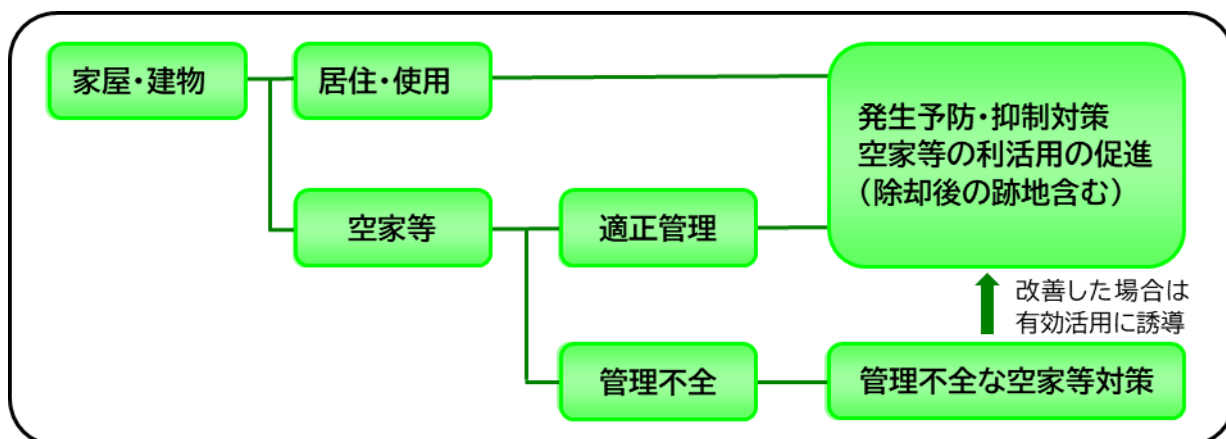 家屋・建物
居住・使用
発生予防・抑制対策
空家等の利活用の促進
（除却後の跡地含む）
空家等
適正管理
改善した場合は
有効活用に誘導
管理不全
管理不全な空家等対策